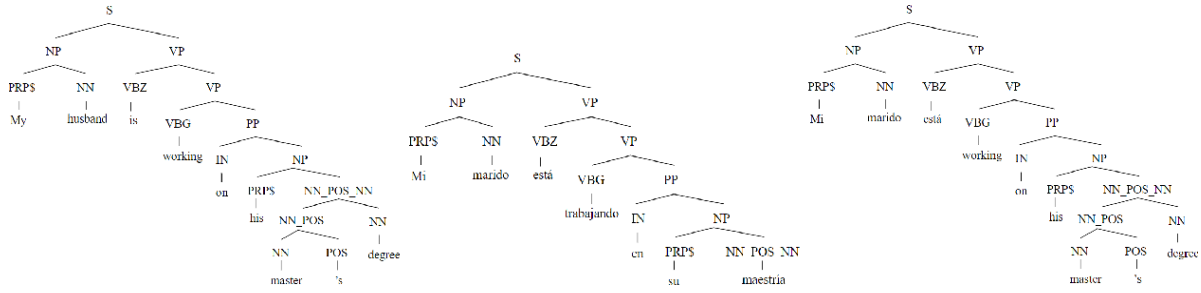 S
NP VP
PRP$ NN VBZ VP
My husband is VBG PP
working IN NP
on PRP$ NN_POS_NN
his NN_POS NN
NN POS degree
master 's
S
NP VP
PRP$ NN VBZ VP
Mi marido está VBG PP
trabajando IN NP
en PRP$ NN POS NN
su maestria
S
NP VP
PRP$ NN VBZ VP
Mi marido está VBG PP
working IN NP
on PRP$ NN_POS_NN
his NN_POS NN
NN POS degree
master 's